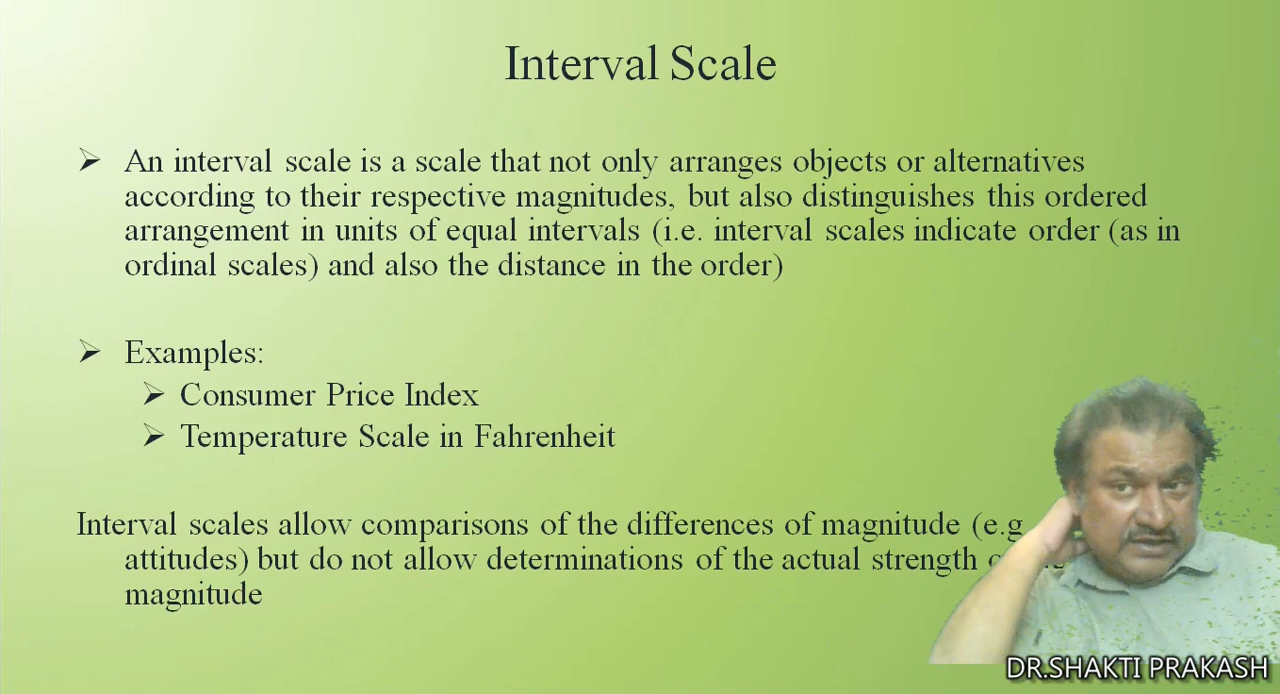 Interval Scale
➢ An interval scale is a scale that not only arranges objects or alternatives
according to their respective magnitudes, but also distinguishes this ordered
arrangement in units of equal intervals (i.e. interval scales indicate order (as in
ordinal scales) and also the distance in the order)
➢ Examples:
➢ Consumer Price Index
➢ Temperature Scale in Fahrenheit
Interval scales allow comparisons of the differences of magnitude (e.g
attitudes) but do not allow determinations of the actual strength
magnitude
DR.SHAKTI PRAKASH